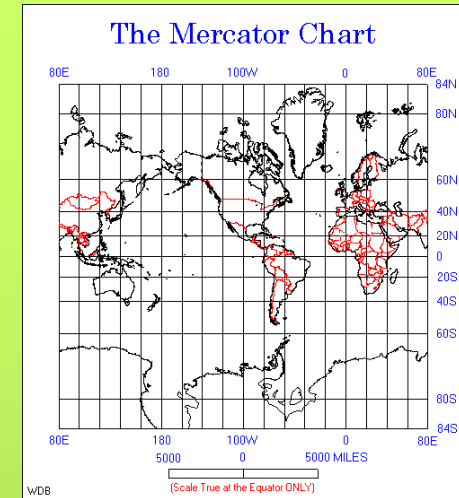 The Mercator Chart
80E 180 100W 0 80E
84N
80N
60N
40N
20N
0
20S
40S
60S
80S
84S
80E 180 100W 0 80E
5000 0 5000 MILES
(Scale True at the Equator ONLY)
WDB